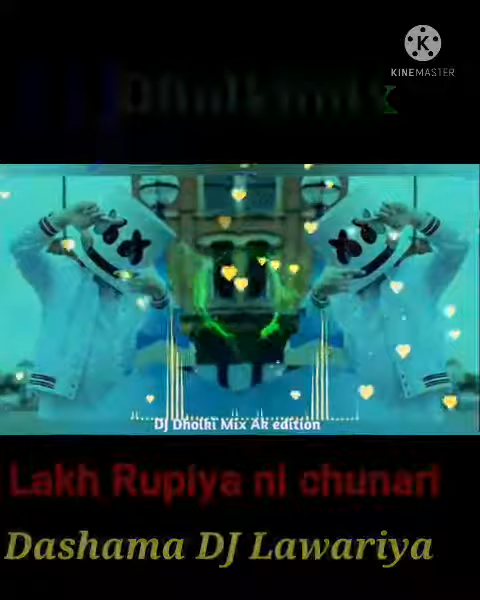 K
KINEMASTER
Dj Dholki Mix Ak edition
Lakh Rupiya ni chunari
Dashama DJ Lawariya